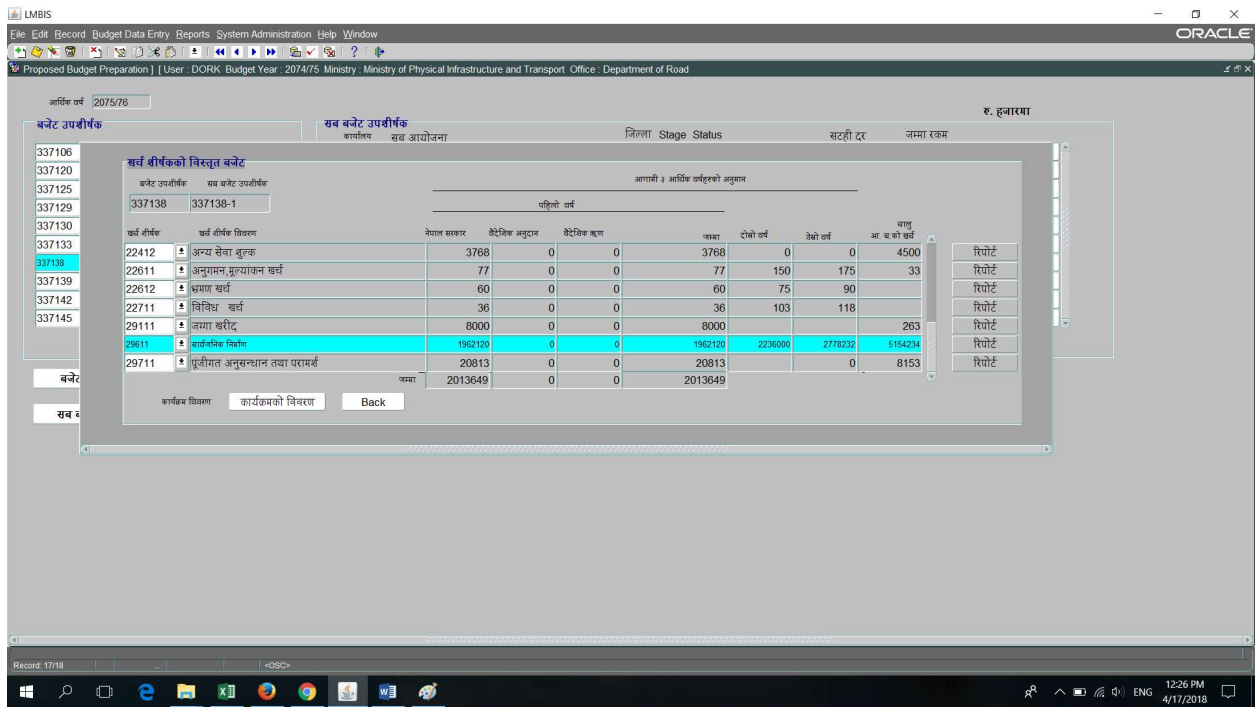 LMBIS
File Edit Record Budget Data Entry Reports System Administration Help Window
ORACLE
Proposed Budget Preparation ] [ User : DORK Budget Year : 2074/75 Ministry : Ministry of Physical Infrastructure and Transport Office : Department of Road
आर्थिक वर्ष 2075/76
रु. हजारमा
बजेट उपशीर्षक सब बजेट उपशीर्षक
कार्यालय सब आयोजना जिल्ला Stage Status सटही दर जम्मा रकम
337106
337120
337125
337129
337130
337133
337138
337139
337142
337145
खर्च शीर्षकको विस्तृत बजेट
बजेट उपशीर्षक सब बजेट उपशीर्षक आगामी ३ आर्थिक वर्षहरुको अनुमान
337138 337138-1 पहिलो वर्ष
खर्च शीर्षक खर्च शीर्षक विवरण नेपाल सरकार वैदेशिक अनुदान वैदेशिक ऋण जम्मा दोस्रो वर्ष तेस्रो वर्ष चालु आ. ब.को खर्च
22412 अन्य सेवा शुल्क 3768 0 0 3768 0 0 4500 रिपोर्ट
22611 अनुगमन,मूल्यांकन खर्च 77 0 0 77 150 175 33 रिपोर्ट
22612 भ्रमण खर्च 60 0 0 60 75 90 रिपोर्ट
22711 विविध खर्च 36 0 0 36 103 118 रिपोर्ट
29111 जग्गा खरीद 8000 0 0 8000 263 रिपोर्ट
29611 सार्वजनिक निर्माण 1962120 0 0 1962120 2236000 2778232 5154234 रिपोर्ट
29711 पूंजीगत अनुसन्धान तथा परामर्श 20813 0 0 20813 0 8153 रिपोर्ट
जम्मा 2013649 0 0 2013649
बजेट
कार्यक्रम विवरण कार्यक्रमको विवरण Back
सब ब
Record: 17/18 ... <OSC>
ENG 12:26 PM
4/17/2018